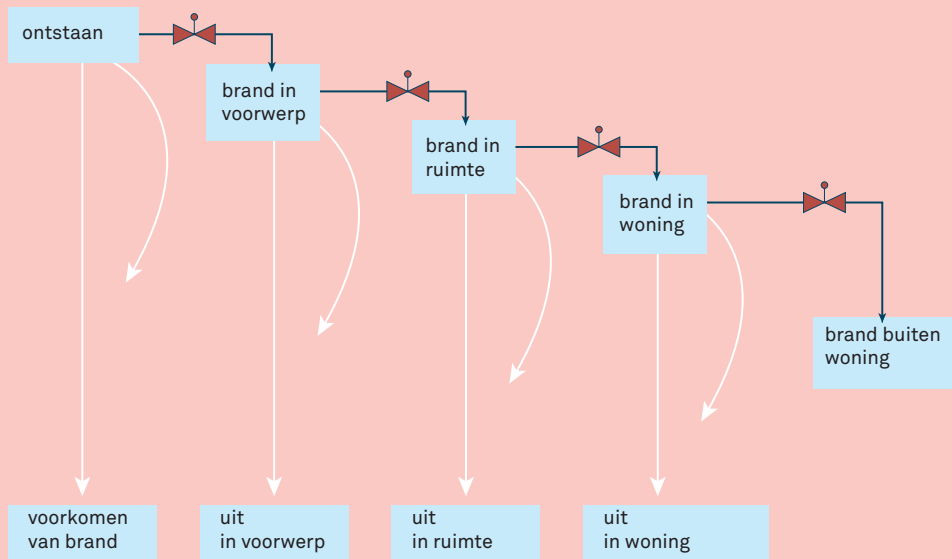 ontstaan
brand in
voorwerp
brand in
ruimte
brand in
woning
brand buiten
woning
voorkomen
van brand
uit
in voorwerp
uit
in ruimte
uit
in woning